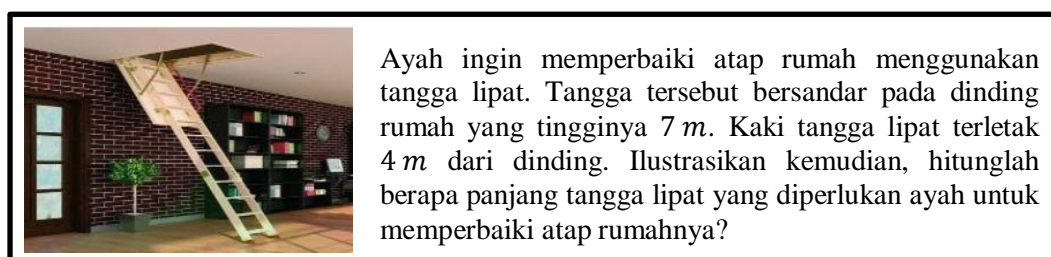 Ayah ingin memperbaiki atap rumah menggunakan
tangga lipat. Tangga tersebut bersandar pada dinding
rumah yang tingginya 7 m. Kaki tangga lipat terletak
4 m dari dinding. Ilustrasikan kemudian, hitunglah
berapa panjang tangga lipat yang diperlukan ayah untuk
memperbaiki atap rumahnya?